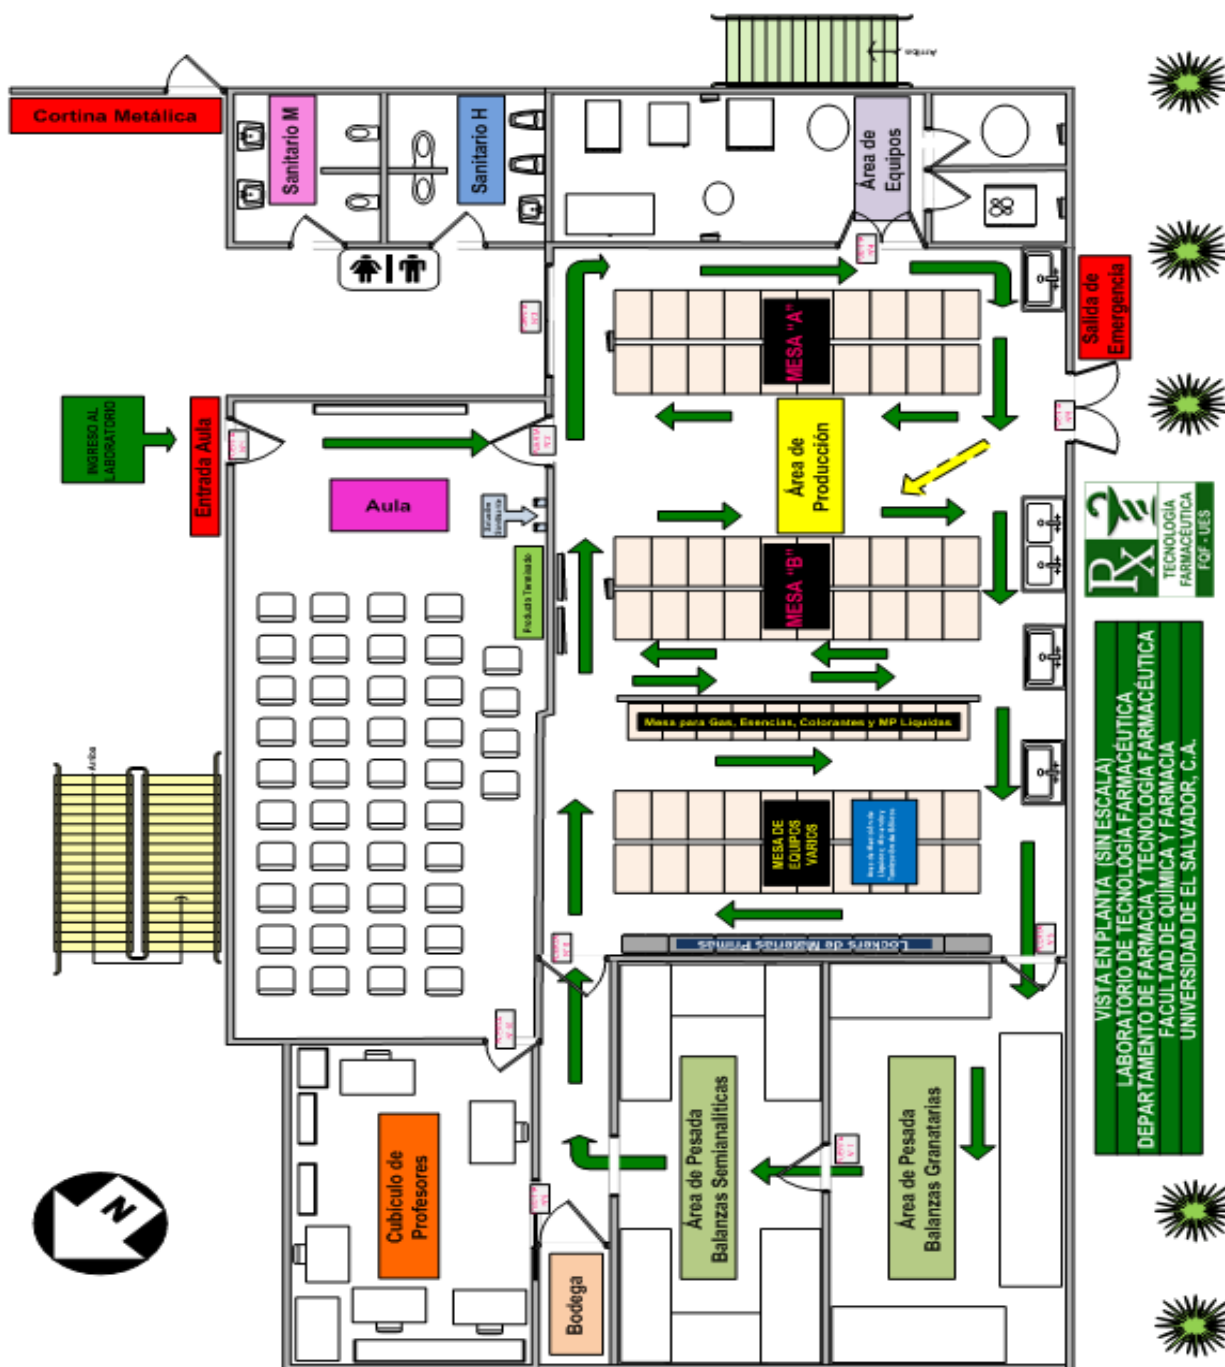 Arriba
Cortina Metálica
Sanitario M
Sanitario H
Área de
Equipos
Salida de
Emergencia
INGRESO AL
LABORATORIO
Entrada Aula
Aula
MESA "A"
Área de
Producción
MESA "B"
Producto Terminado
Mesa para Gas, Esencias, Colorantes y MP Líquidas
MESA DE
EQUIPOS
VARIOS
Lockers de Materias Primas
Arriba
Rx
TECNOLOGÍA
FARMACÉUTICA
FQF - UES
VISTA EN PLANTA (SIN ESCALA)
LABORATORIO DE TECNOLOGÍA FARMACÉUTICA
DEPARTAMENTO DE FARMACIA Y TECNOLOGÍA FARMACÉUTICA
FACULTAD DE QUÍMICA Y FARMACIA
UNIVERSIDAD DE EL SALVADOR, C.A.
Cubículo de
Profesores
Bodega
Área de Pesada
Balanzas Semianalíticas
Área de Pesada
Balanzas Granatarias
N